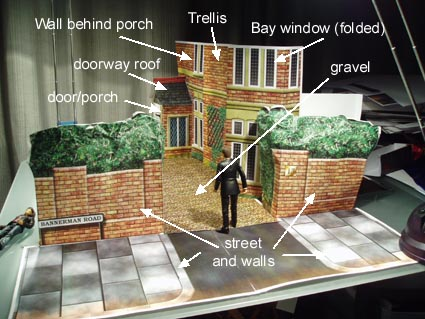 Wall behind porch
Trellis
Bay window (folded)
doorway roof
gravel
door/porch
BANNERMAN ROAD
street
and walls